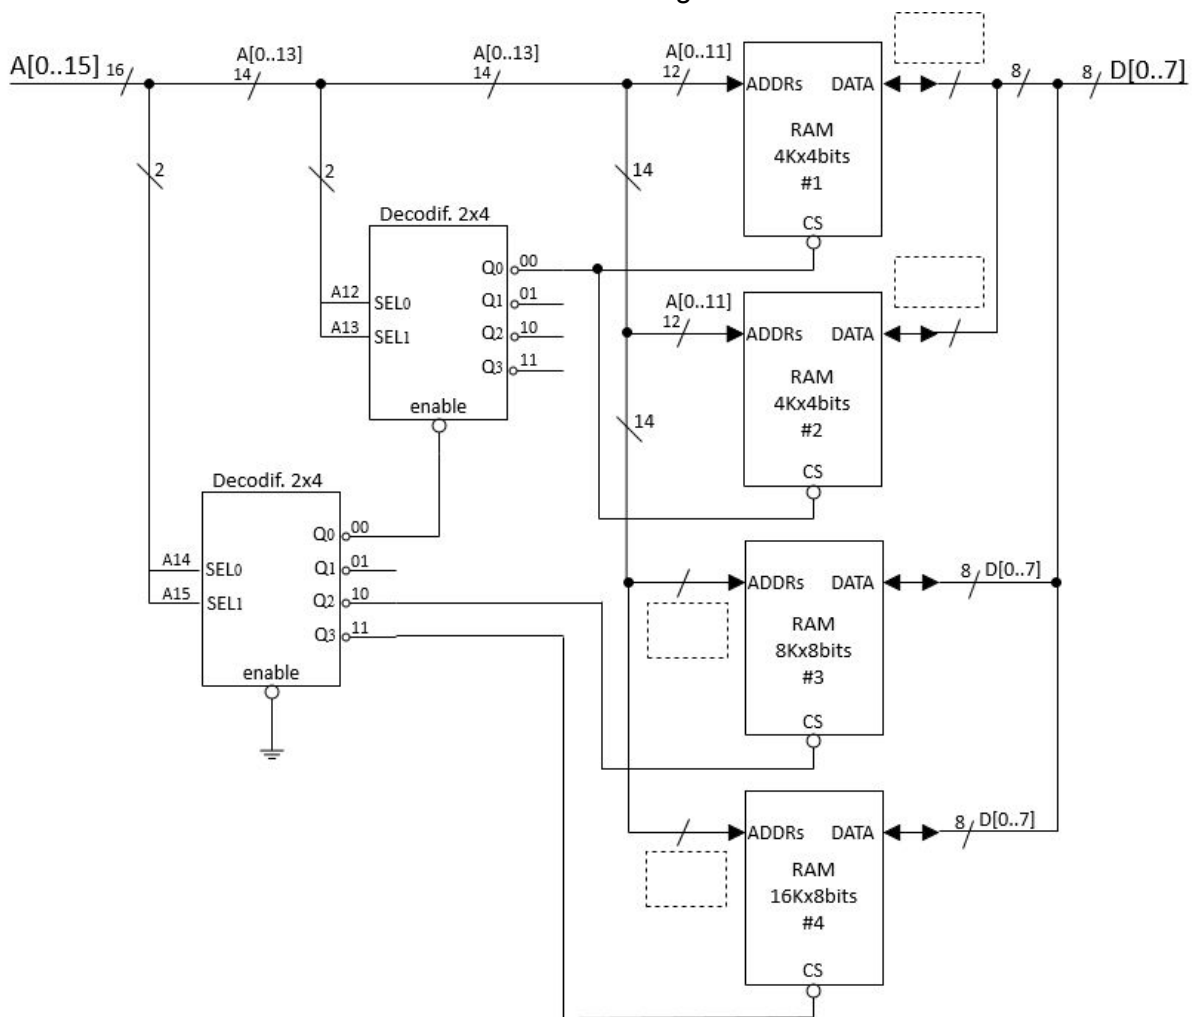 A[0..15] 16
A[0..13]
14
2
A[0..13]
14
2
A[0..11]
12
14
ADDRs DATA
RAM
4Kx4bits
#1
CS
8
8 D[0..7]
Decodif. 2x4
A12 SEL0
A13 SEL1
Q0 00
Q1 01
Q2 10
Q3 11
enable
A[0..11]
12
14
ADDRs DATA
RAM
4Kx4bits
#2
CS
Decodif. 2x4
A14 SEL0
A15 SEL1
Q0 00
Q1 01
Q2 10
Q3 11
enable
ADDRs DATA
RAM
8Kx8bits
#3
CS
8 D[0..7]
ADDRs DATA
RAM
16Kx8bits
#4
CS
8 D[0..7]